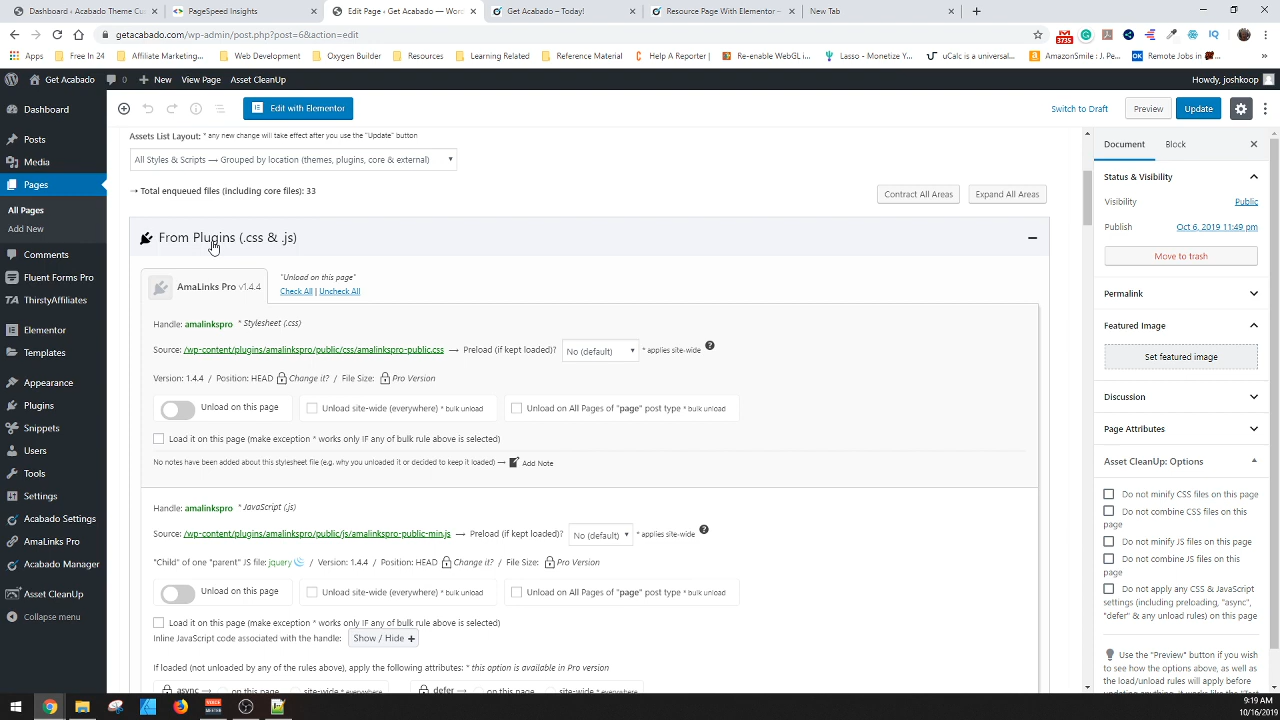 Dashboard ‹ Acabado Theme Cu
PageSpeed Insights
Edit Page ‹ Get Acabado — Wor
Get Acabado – Today!
Resource Page With Elementor –
New Tab
getacabado.com/wp-admin/post.php?post=6&action=edit
3735
Apps
Free In 24
Affiliate Marketing...
Web Development
Oxygen Builder
Resources
Learning Related
Reference Material
Help A Reporter |
Re-enable WebGL i...
Lasso - Monetize Y...
uCalc | univers...
AmazonSmile : J. Pe...
Remote Jobs in
Get Acabado
0
New
View Page
Asset CleanUp
Howdy, joshkoop
Dashboard
Posts
Media
Pages
All Pages
Add New
Comments
Fluent Forms Pro
ThirstyAffiliates
Elementor
Templates
Appearance
Plugins
Snippets
Users
Tools
Settings
Acabado Settings
AmaLinks Pro
Acabado Manager
Asset CleanUp
Collapse menu
Edit with Elementor
Switch to Draft
Preview
Update
Assets List Layout: * any new change will take effect after you use the "Update" button
All Styles & Scripts → Grouped by location (themes, plugins, core & external)
→ Total enqueued files (including core files): 33
Contract All Areas
Expand All Areas
From Plugins (.css & .js)
AmaLinks Pro v1.4.4
"Unload on this page"
Check All | Uncheck All
Handle: amalinkspro * Stylesheet (.css)
Source: /wp-content/plugins/amalinkspro/public/css/amalinkspro-public.css → Preload (if kept loaded)? No (default) * applies site-wide
Version: 1.4.4 / Position: HEAD Change it? / File Size: Pro Version
Unload on this page
Unload site-wide (everywhere) * bulk unload
Unload on All Pages of "page" post type * bulk unload
Load it on this page (make exception * works only IF any of bulk rule above is selected)
No notes have been added about this stylesheet file (e.g. why you unloaded it or decided to keep it loaded) → Add Note
Handle: amalinkspro * JavaScript (.js)
Source: /wp-content/plugins/amalinkspro/public/js/amalinkspro-public-min.js → Preload (if kept loaded)? No (default) * applies site-wide
"Child" of one "parent" JS file: jquery / Version: 1.4.4 / Position: HEAD Change it? / File Size: Pro Version
Unload on this page
Unload site-wide (everywhere) * bulk unload
Unload on All Pages of "page" post type * bulk unload
Load it on this page (make exception * works only IF any of bulk rule above is selected)
Inline JavaScript code associated with the handle: Show / Hide +
If loaded (not unloaded by any of the rules above), apply the following attributes: * this option is available in Pro version
async → on this page site-wide * everywhere
defer → on this page site-wide * everywhere
Document
Block
Status & Visibility
Visibility
Public
Publish
Oct 6, 2019 11:49 pm
Move to trash
Permalink
Featured Image
Set featured image
Discussion
Page Attributes
Asset CleanUp: Options
Do not minify CSS files on this page
Do not combine CSS files on this
page
Do not minify JS files on this page
Do not combine JS files on this
page
Do not apply any CSS & JavaScript
settings (including preloading, "async",
"defer" & any unload rules) on this page
Use the "Preview" button if you wish
to see how the options above, as well as
the load/unload rules will apply before
9:19 AM
10/16/2019